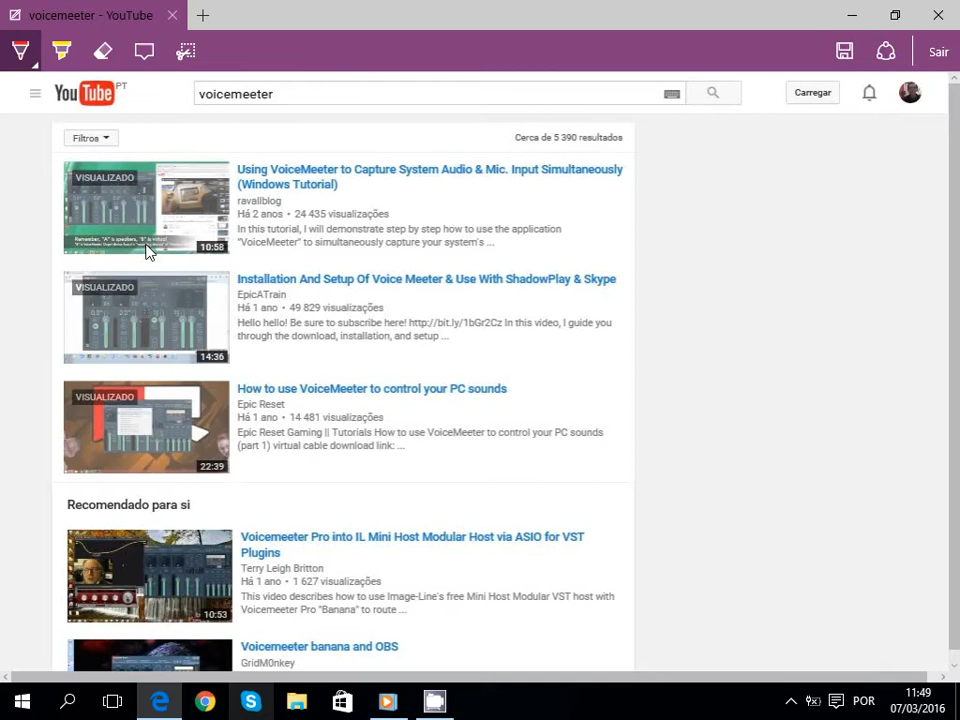 voicemeeter - YouTube
Sair
YouTube PT
voicemeeter
Carregar
Filtros
Cerca de 5 390 resultados
VISUALIZADO
10:58
Using VoiceMeeter to Capture System Audio & Mic. Input Simultaneously
(Windows Tutorial)
ravallblog
Há 2 anos • 24 435 visualizações
In this tutorial, I will demonstrate step by step how to use the application
"VoiceMeeter" to simultaneously capture your system's ...
VISUALIZADO
14:36
Installation And Setup Of Voice Meeter & Use With ShadowPlay & Skype
EpicATrain
Há 1 ano • 49 829 visualizações
Hello hello! Be sure to subscribe here! http://bit.ly/1bGr2Cz In this video, I guide you
through the download, installation, and setup ...
VISUALIZADO
22:39
How to use VoiceMeeter to control your PC sounds
Epic Reset
Há 1 ano • 14 481 visualizações
Epic Reset Gaming || Tutorials How to use VoiceMeeter to control your PC sounds
(part 1) virtual cable download link: ...
Recomendado para si
10:53
Voicemeeter Pro into IL Mini Host Modular Host via ASIO for VST
Plugins
Terry Leigh Britton
Há 1 ano • 1 627 visualizações
This video describes how to use Image-Line's free Mini Host Modular VST host with
Voicemeeter Pro "Banana" to route ...
Voicemeeter banana and OBS
GridM0nkey
POR
11:49
07/03/2016